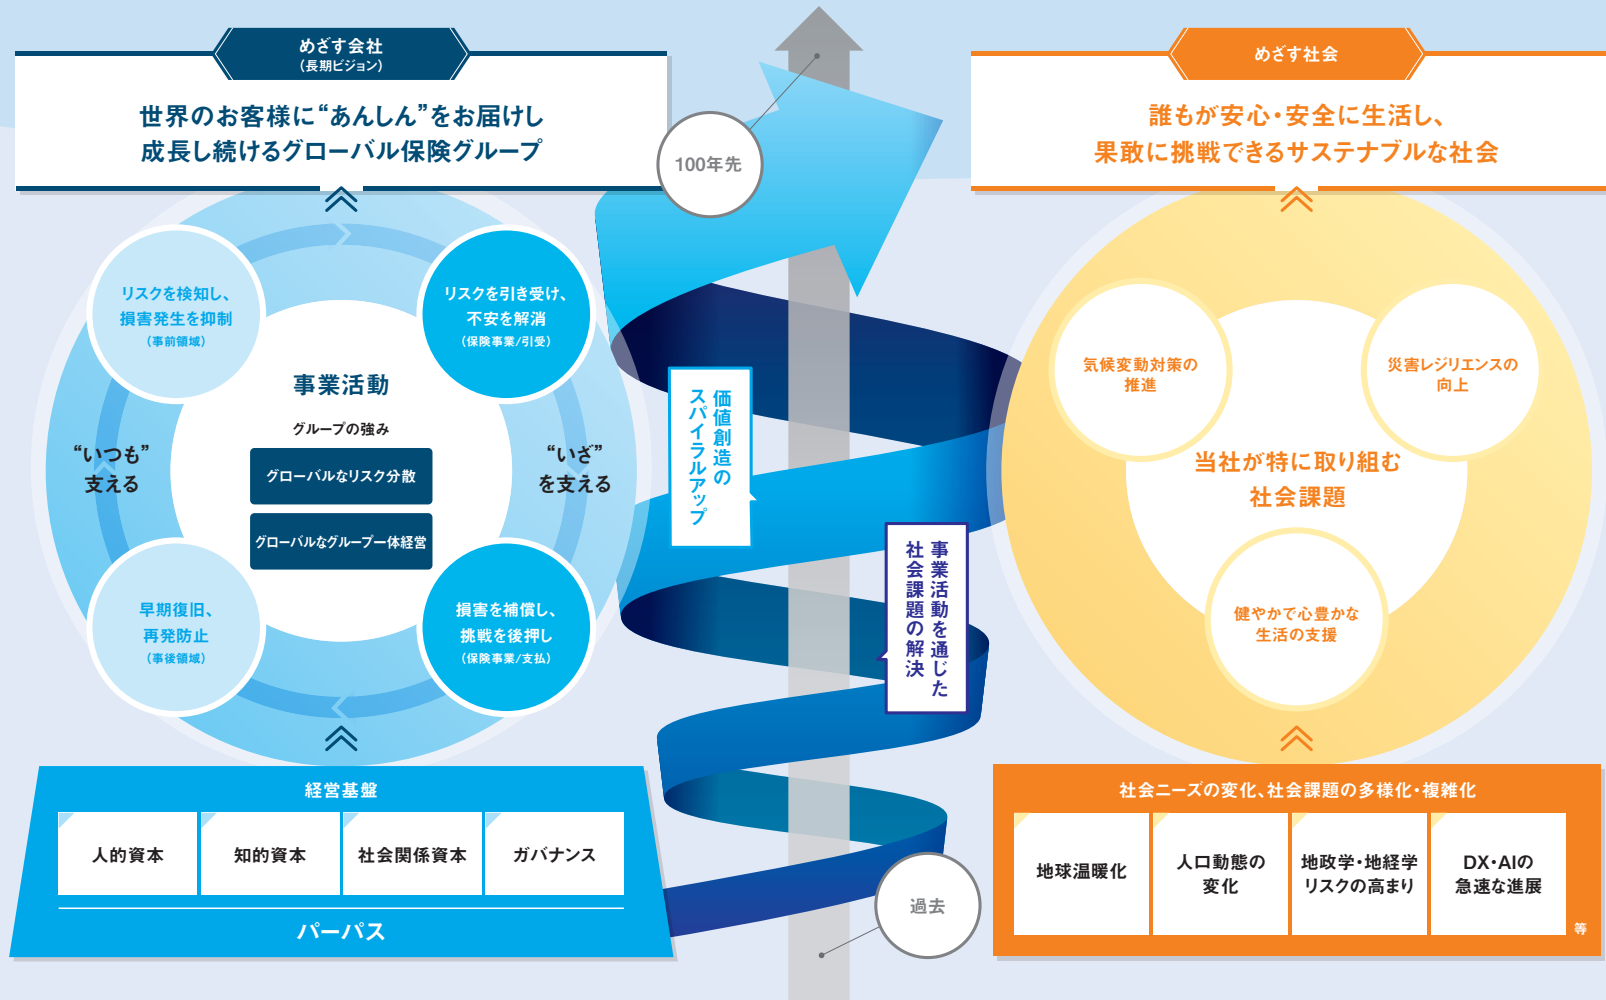 めざす会社
（長期ビジョン）
世界のお客様に“あんしん”をお届けし
成長し続けるグローバル保険グループ
リスクを検知し、
損害発生を抑制
（事前領域）
リスクを引き受け、
不安を解消
（保険事業/引受）
事業活動
グループの強み
グローバルなリスク分散
グローバルなグループ一体経営
“いつも”
支える
“いざ”
を支える
早期復旧、
再発防止
（事後領域）
損害を補償し、
挑戦を後押し
（保険事業/支払）
経営基盤
人的資本
知的資本
社会関係資本
ガバナンス
パーパス
100年先
価値創造の
スパイラルアップ
事業活動を通じた
社会課題の解決
過去
めざす社会
誰もが安心・安全に生活し、
果敢に挑戦できるサステナブルな社会
気候変動対策の
推進
災害レジリエンスの
向上
当社が特に取り組む
社会課題
健やかで心豊かな
生活の支援
社会ニーズの変化、社会課題の多様化・複雑化
地球温暖化
人口動態の
変化
地政学・地経学
リスクの高まり
DX・AIの
急速な進展
等